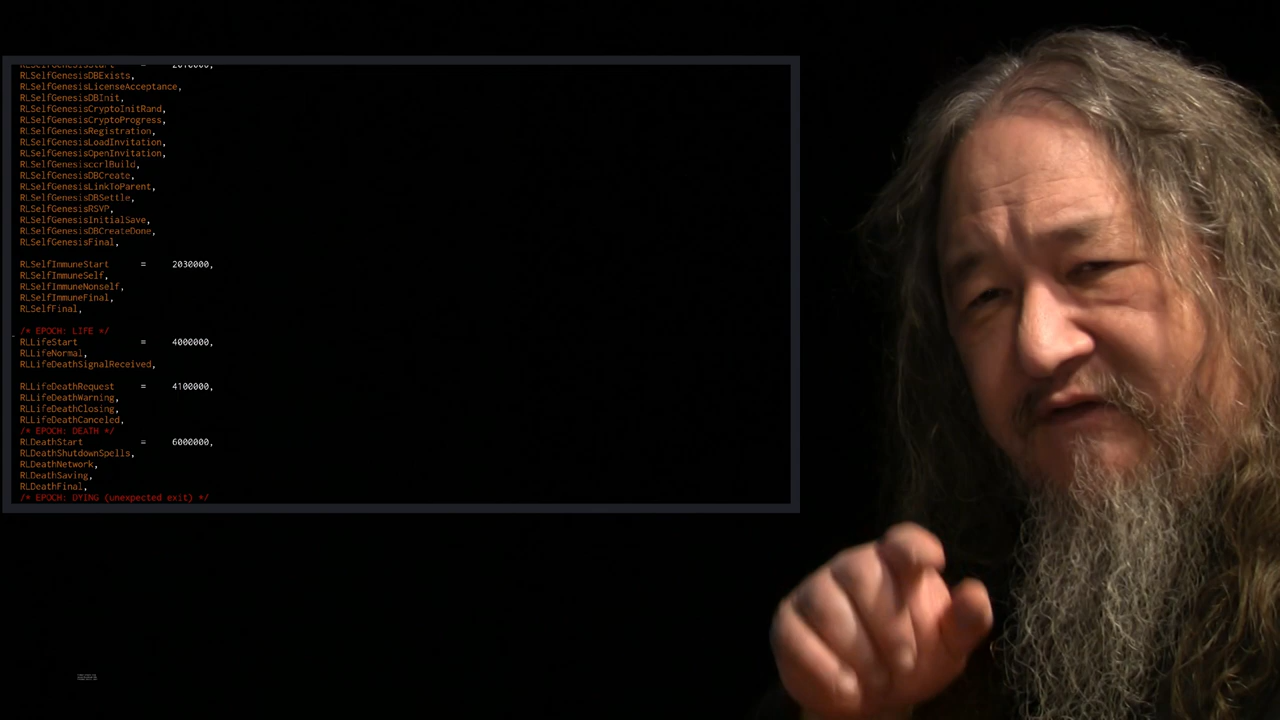 RLSelfGenesisStart = 2010000,
RLSelfGenesisDBExists,
RLSelfGenesisLicenseAcceptance,
RLSelfGenesisDBInit,
RLSelfGenesisCryptoInitRand,
RLSelfGenesisCryptoProgress,
RLSelfGenesisRegistration,
RLSelfGenesisLoadInvitation,
RLSelfGenesisOpenInvitation,
RLSelfGenesisccrlBuild,
RLSelfGenesisDBCreate,
RLSelfGenesisLinkToParent,
RLSelfGenesisDBSettle,
RLSelfGenesisRSVP,
RLSelfGenesisInitialSave,
RLSelfGenesisDBCreateDone,
RLSelfGenesisFinal,
RLSelfImmuneStart = 2030000,
RLSelfImmuneSelf,
RLSelfImmuneNonself,
RLSelfImmuneFinal,
RLSelfFinal,
/* EPOCH: LIFE */
RLLifeStart = 4000000,
RLLifeNormal,
RLLifeDeathSignalReceived,
RLLifeDeathRequest = 4100000,
RLLifeDeathWarning,
RLLifeDeathClosing,
RLLifeDeathCanceled,
/* EPOCH: DEATH */
RLDeathStart = 6000000,
RLDeathShutdownSpells,
RLDeathNetwork,
RLDeathSaving,
RLDeathFinal,
/* EPOCH: DYING (unexpected exit) */